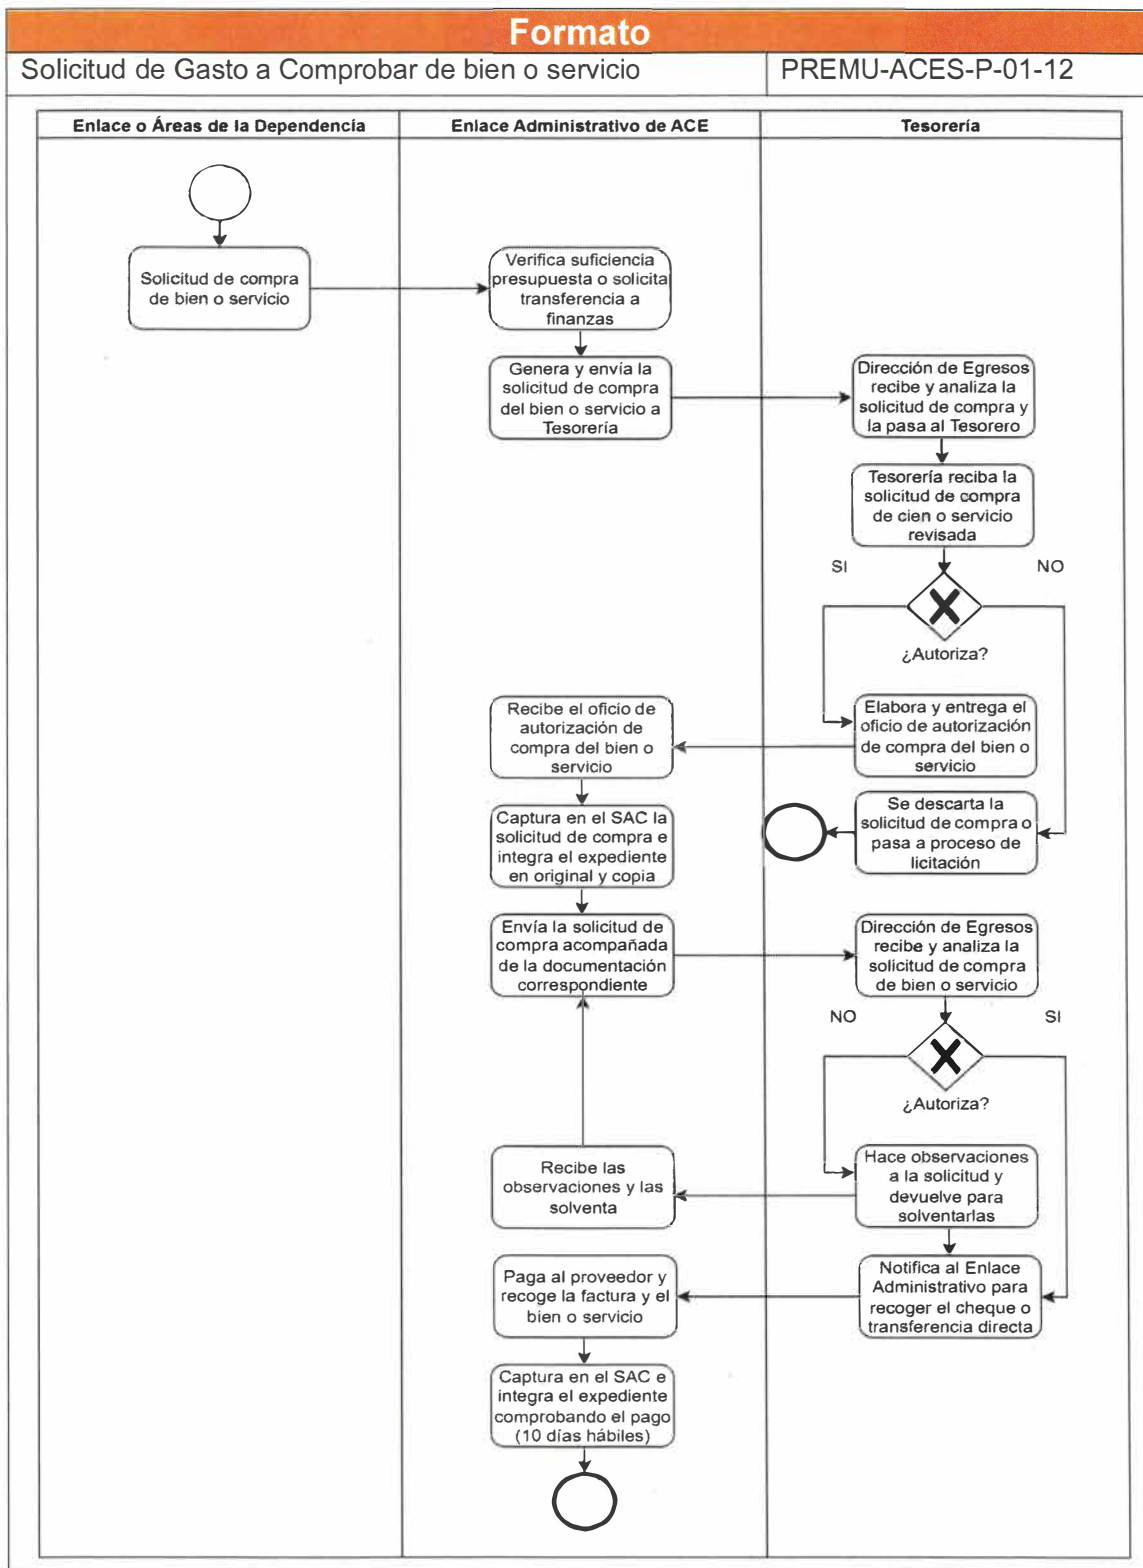 Formato
Solicitud de Gasto a Comprobar de bien o servicio
PREMU-ACES-P-01-12
Enlace o Áreas de la Dependencía
Enlace Administrativo de ACE
Tesorería
Solicitud de compra
de bien o servicio
Verifica suficiencia
presupuesta o solicita
transferencia a
finanzas
Genera y envía la
solicitud de compra
del bien o servicio a
Tesorería
Dirección de Egresos
recibe y analiza la
solicitud de compra y
la pasa al Tesorero
Tesorería reciba la
solicitud de compra
de cien o servicio
revisada
SI
NO
¿Autoriza?
Elabora y entrega el
oficio de autorización
de compra del bien o
servicio
Recibe el oficio de
autorización de
compra del bien o
servicio
Se descarta la
solicitud de compra o
pasa a proceso de
licitación
Captura en el SAC la
solicitud de compra e
integra el expediente
en original y copia
Envía la solicitud de
compra acompañada
de la documentación
correspondiente
Dirección de Egresos
recibe y analiza la
solicitud de compra
de bien o servicio
NO
SI
¿Autoriza?
Hace observaciones
a la solicitud y
devuelve para
solventarlas
Recibe las
observaciones y las
solventa
Notifica al Enlace
Administrativo para
recoger el cheque o
transferencia directa
Paga al proveedor y
recoge la factura y el
bien o servicio
Captura en el SAC e
integra el expediente
comprobando el pago
(10 días hábiles)